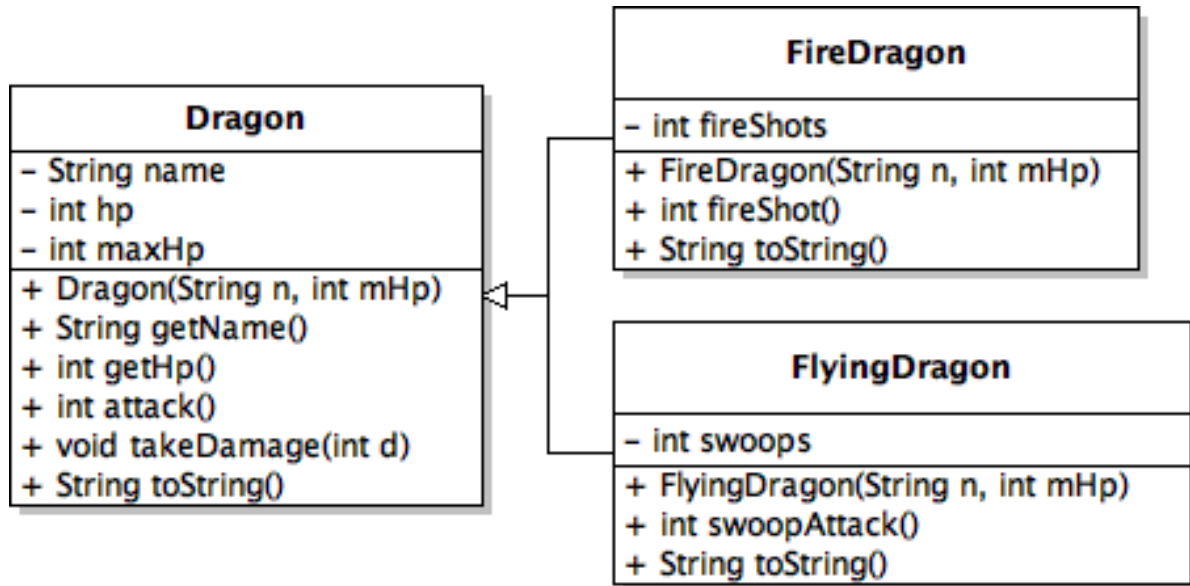 Dragon
- String name
- int hp
- int maxHp
+ Dragon(String n, int mHp)
+ String getName()
+ int getHp()
+ int attack()
+ void takeDamage(int d)
+ String toString()
FireDragon
- int fireShots
+ FireDragon(String n, int mHp)
+ int fireShot()
+ String toString()
FlyingDragon
- int swoops
+ FlyingDragon(String n, int mHp)
+ int swoopAttack()
+ String toString()